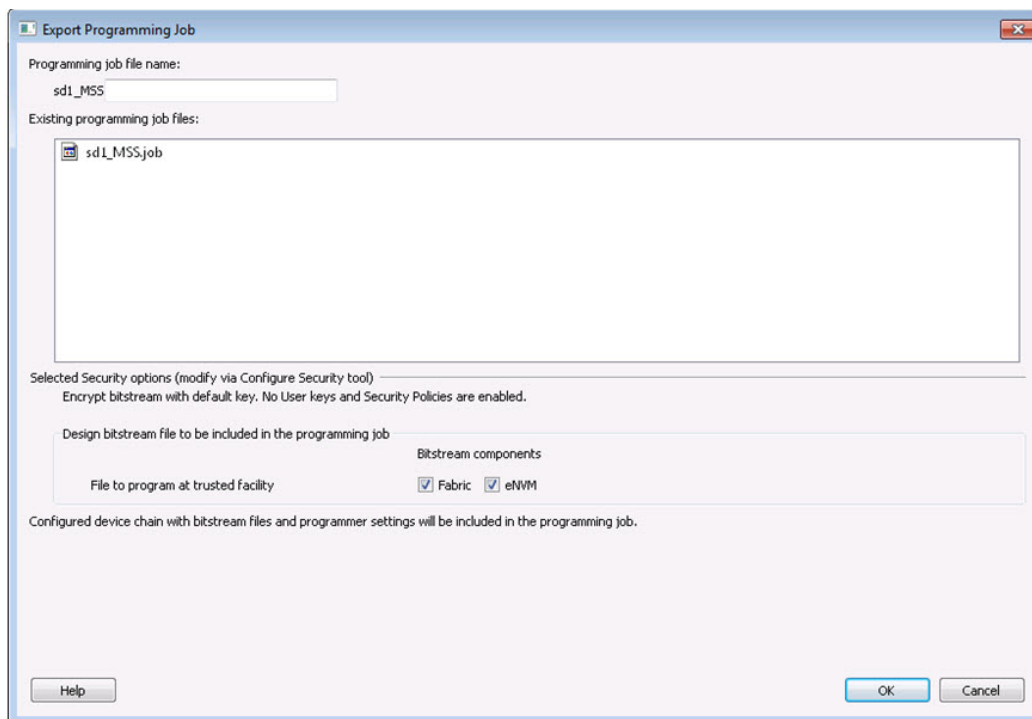 Export Programming Job
Programming job file name:
sd1_MSS
Existing programming job files:
sd1_MSS.job
Selected Security options (modify via Configure Security tool)
Encrypt bitstream with default key. No User keys and Security Policies are enabled.
Design bitstream file to be included in the programming job
Bitstream components
File to program at trusted facility Fabric eNVM
Configured device chain with bitstream files and programmer settings will be included in the programming job.
Help OK Cancel